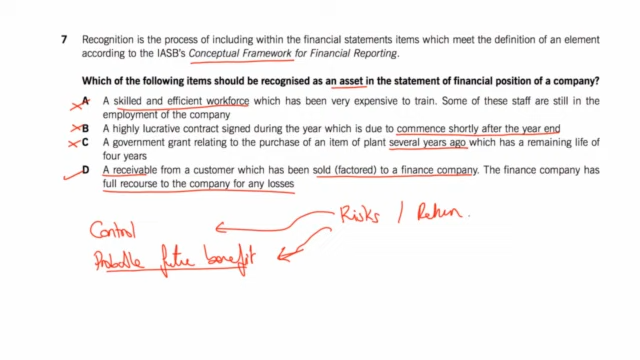 7 Recognition is the process of including within the financial statements items which meet the definition of an element
according to the IASB's Conceptual Framework for Financial Reporting.
Which of the following items should be recognised as an asset in the statement of financial position of a company?
A A skilled and efficient workforce which has been very expensive to train. Some of these staff are still in the
employment of the company
B A highly lucrative contract signed during the year which is due to commence shortly after the year end
C A government grant relating to the purchase of an item of plant several years ago which has a remaining life of
four years
D A receivable from a customer which has been sold (factored) to a finance company. The finance company has
full recourse to the company for any losses
Risks / Return.
Control
Probable future benefit